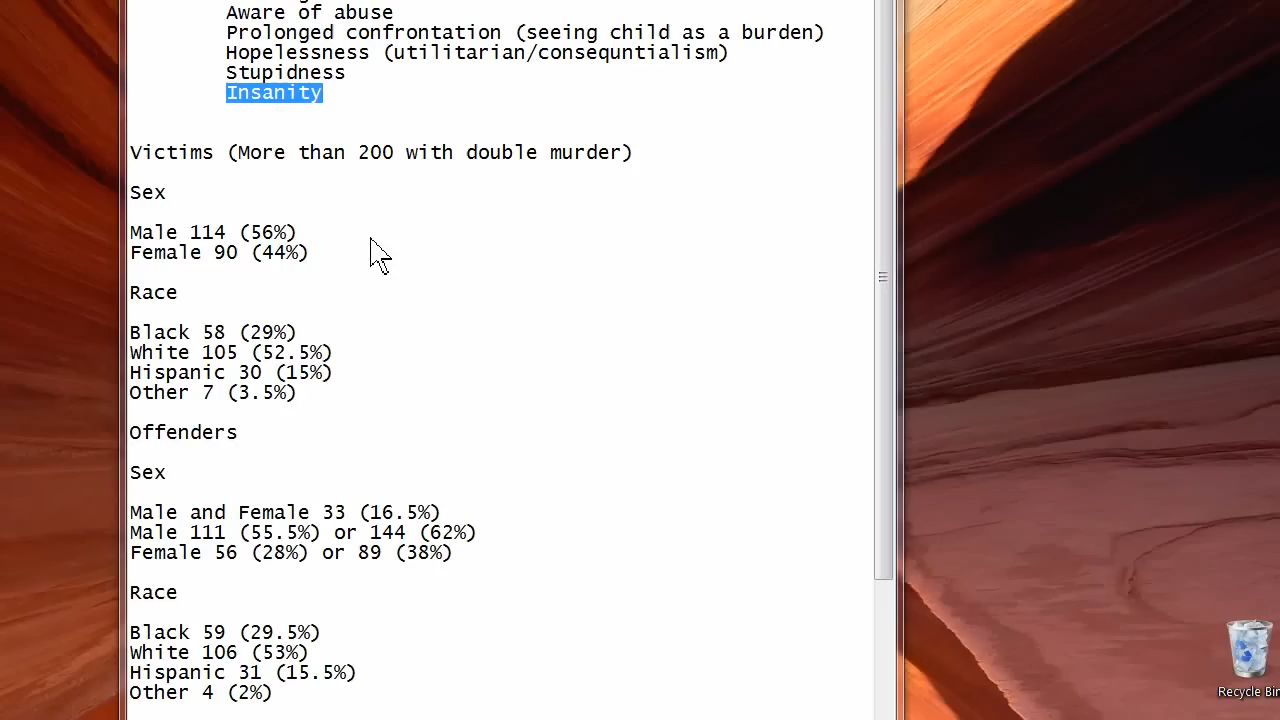 Aware of abuse
Prolonged confrontation (seeing child as a burden)
Hopelessness (utilitarian/consequntialism)
Stupidness
Insanity
Victims (More than 200 with double murder)
Sex
Male 114 (56%)
Female 90 (44%)
Race
Black 58 (29%)
White 105 (52.5%)
Hispanic 30 (15%)
Other 7 (3.5%)
Offenders
Sex
Male and Female 33 (16.5%)
Male 111 (55.5%) or 144 (62%)
Female 56 (28%) or 89 (38%)
Race
Black 59 (29.5%)
White 106 (53%)
Hispanic 31 (15.5%)
Other 4 (2%)
Recycle Bin